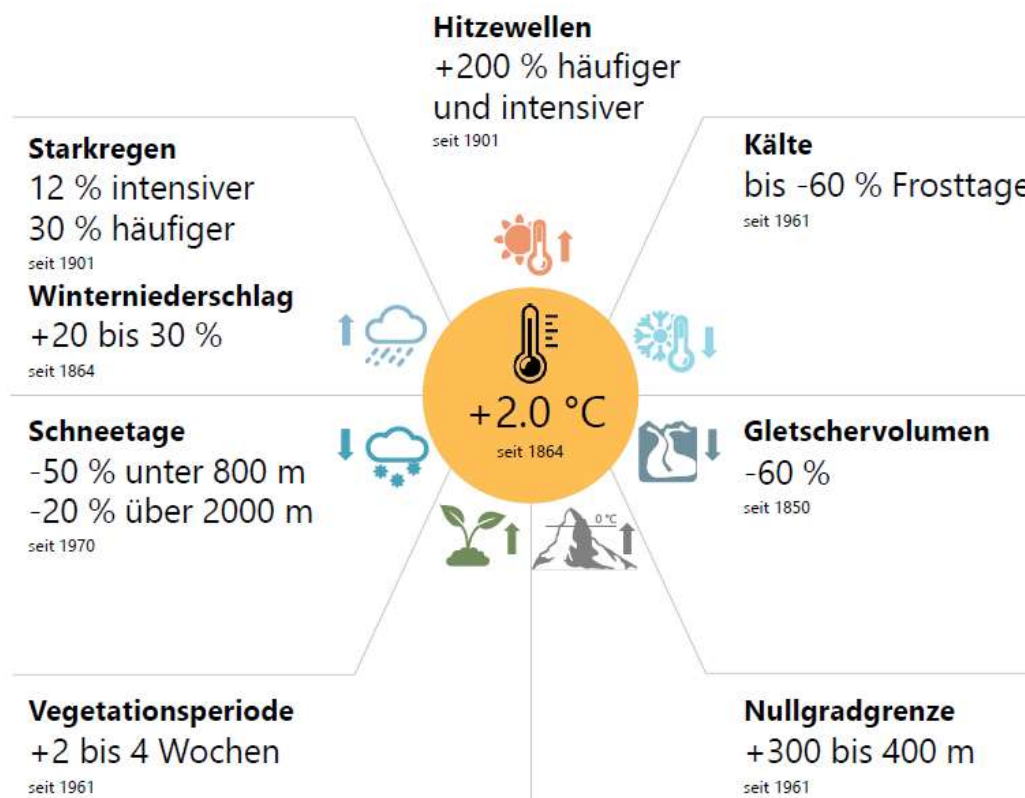 Hitzewellen
+200 % häufiger
und intensiver
seit 1901
Starkregen
12 % intensiver
30 % häufiger
seit 1901
Winterniederschlag
+20 bis 30 %
seit 1864
Kälte
bis -60 % Frosttage
seit 1961
+2.0 °C
seit 1864
Schneetage
-50 % unter 800 m
-20 % über 2000 m
seit 1970
Gletschervolumen
-60 %
seit 1850
0 °C
Vegetationsperiode
+2 bis 4 Wochen
seit 1961
Nullgradgrenze
+300 bis 400 m
seit 1961